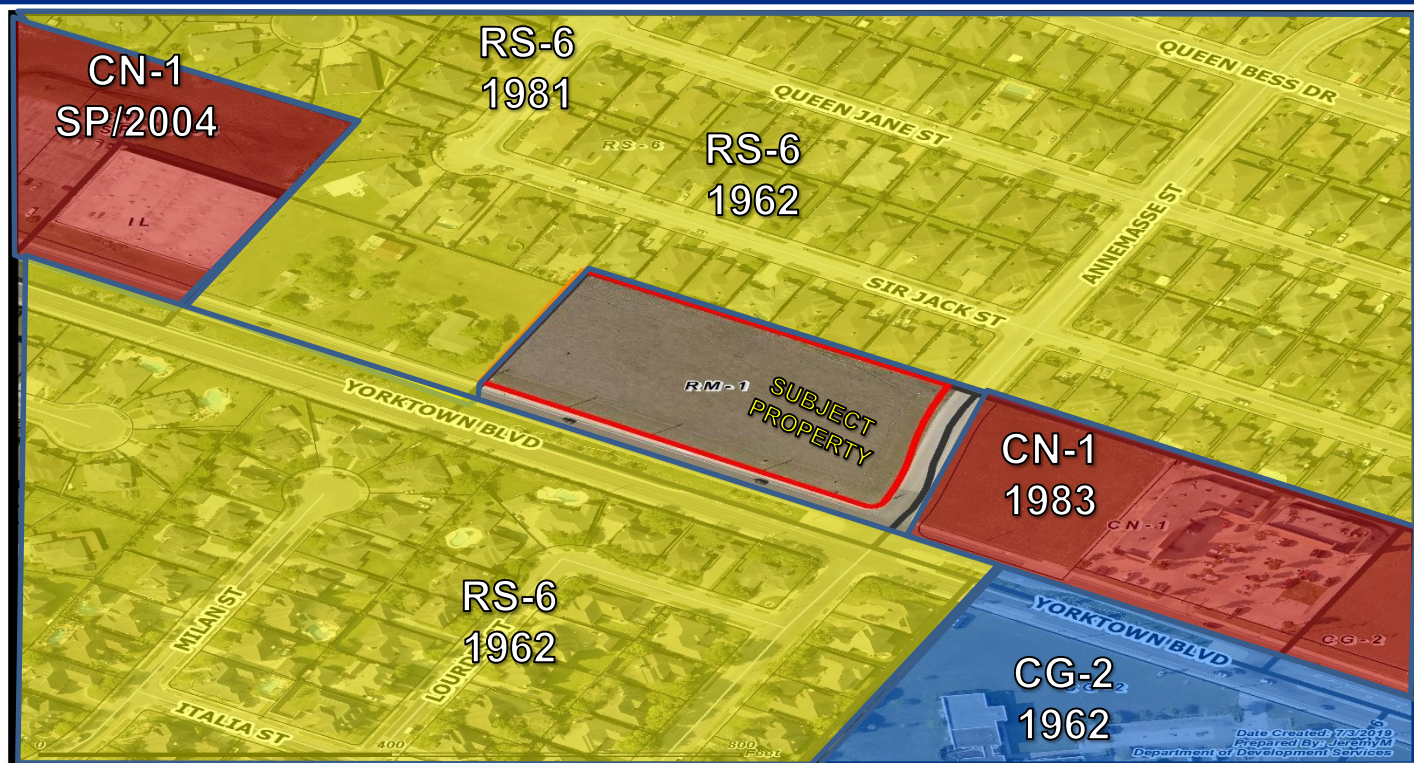 RS-6
1981
QUEEN BESS DR
CN-1
SP/2004
QUEEN JANE ST
RS-6
RS-6
1962
IL
ANNEMASSE ST
SIR JACK ST
RM-1
SUBJECT
PROPERTY
YORKTOWN BLVD
CN-1
1983
CN-1
RS-6
1962
MILAN ST
YORKTOWN BLVD
CG-2
CG-2
1962
ITALIA ST
0
400
800
Feet
Date Created: 7/3/2019
Prepared By: JeremyM
Department of Development Services